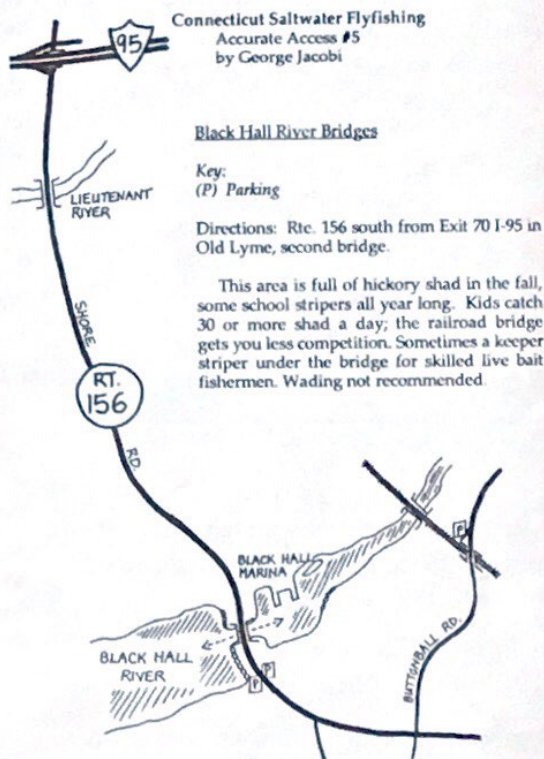 Connecticut Saltwater Flyfishing
Accurate Access #5
by George Jacobi
95
Black Hall River Bridges
Key:
(P) Parking
LIEUTENANT
RIVER
Directions: Rte. 156 south from Exit 70 I-95 in
Old Lyme, second bridge.
This area is full of hickory shad in the fall,
some school stripers all year long. Kids catch
30 or more shad a day; the railroad bridge
gets you less competition. Sometimes a keeper
striper under the bridge for skilled live bait
fishermen. Wading not recommended.
SHORE
RT.
156
RD.
P
BLACK HALL
MARINA
BLACK HALL
RIVER
P
P
BUTTONBALL RD.